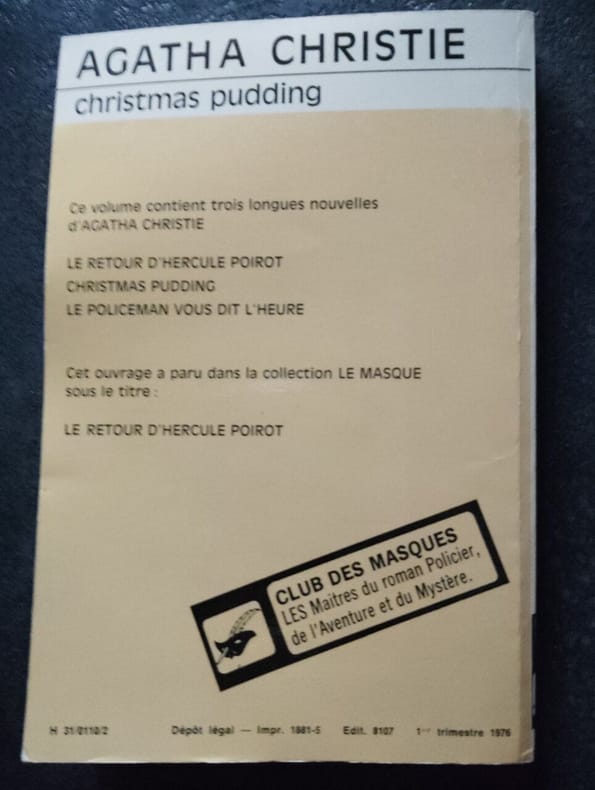 AGATHA CHRISTIE
christmas pudding
Ce volume contient trois longues nouvelles
d'AGATHA CHRISTIE
LE RETOUR D'HERCULE POIROT
CHRISTMAS PUDDING
LE POLICEMAN VOUS DIT L'HEURE
Cet ouvrage a paru dans la collection LE MASQUE
sous le titre :
LE RETOUR D'HERCULE POIROT
CLUB DES MASQUES
LES Maîtres du roman Policier,
de l'Aventure et du Mystère.
H 31/0110/2 Dépôt légal — Impr. 1881-5 Edit. 8107 1er trimestre 1976